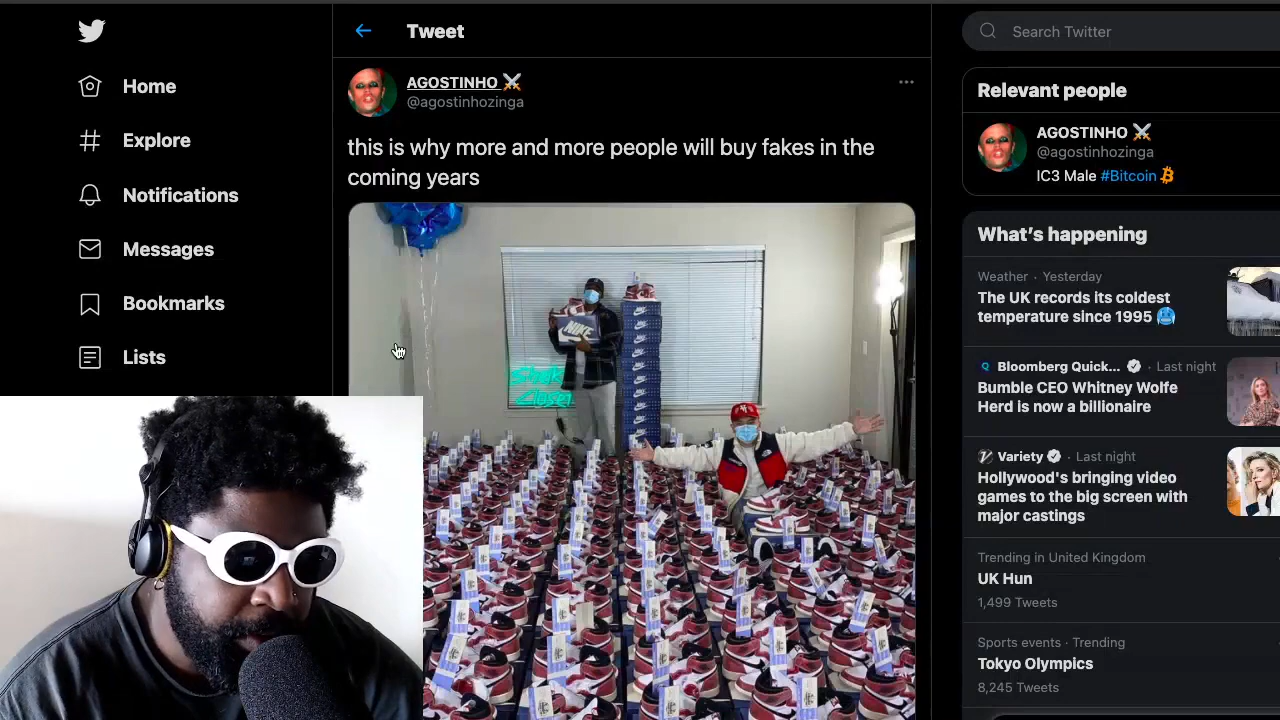 Tweet
Search Twitter
Home
Explore
Notifications
Messages
Bookmarks
Lists
AGOSTINHO ⚔️
@agostinhozinga
this is why more and more people will buy fakes in the
coming years
NIKE
Relevant people
AGOSTINHO ⚔️
@agostinhozinga
IC3 Male #Bitcoin
What’s happening
Weather · Yesterday
The UK records its coldest
temperature since 1995 🥶
Bloomberg Quick... · Last night
Bumble CEO Whitney Wolfe
Herd is now a billionaire
Variety · Last night
Hollywood's bringing video
games to the big screen with
major castings
Trending in United Kingdom
UK Hun
1,499 Tweets
Sports events · Trending
Tokyo Olympics
8,245 Tweets